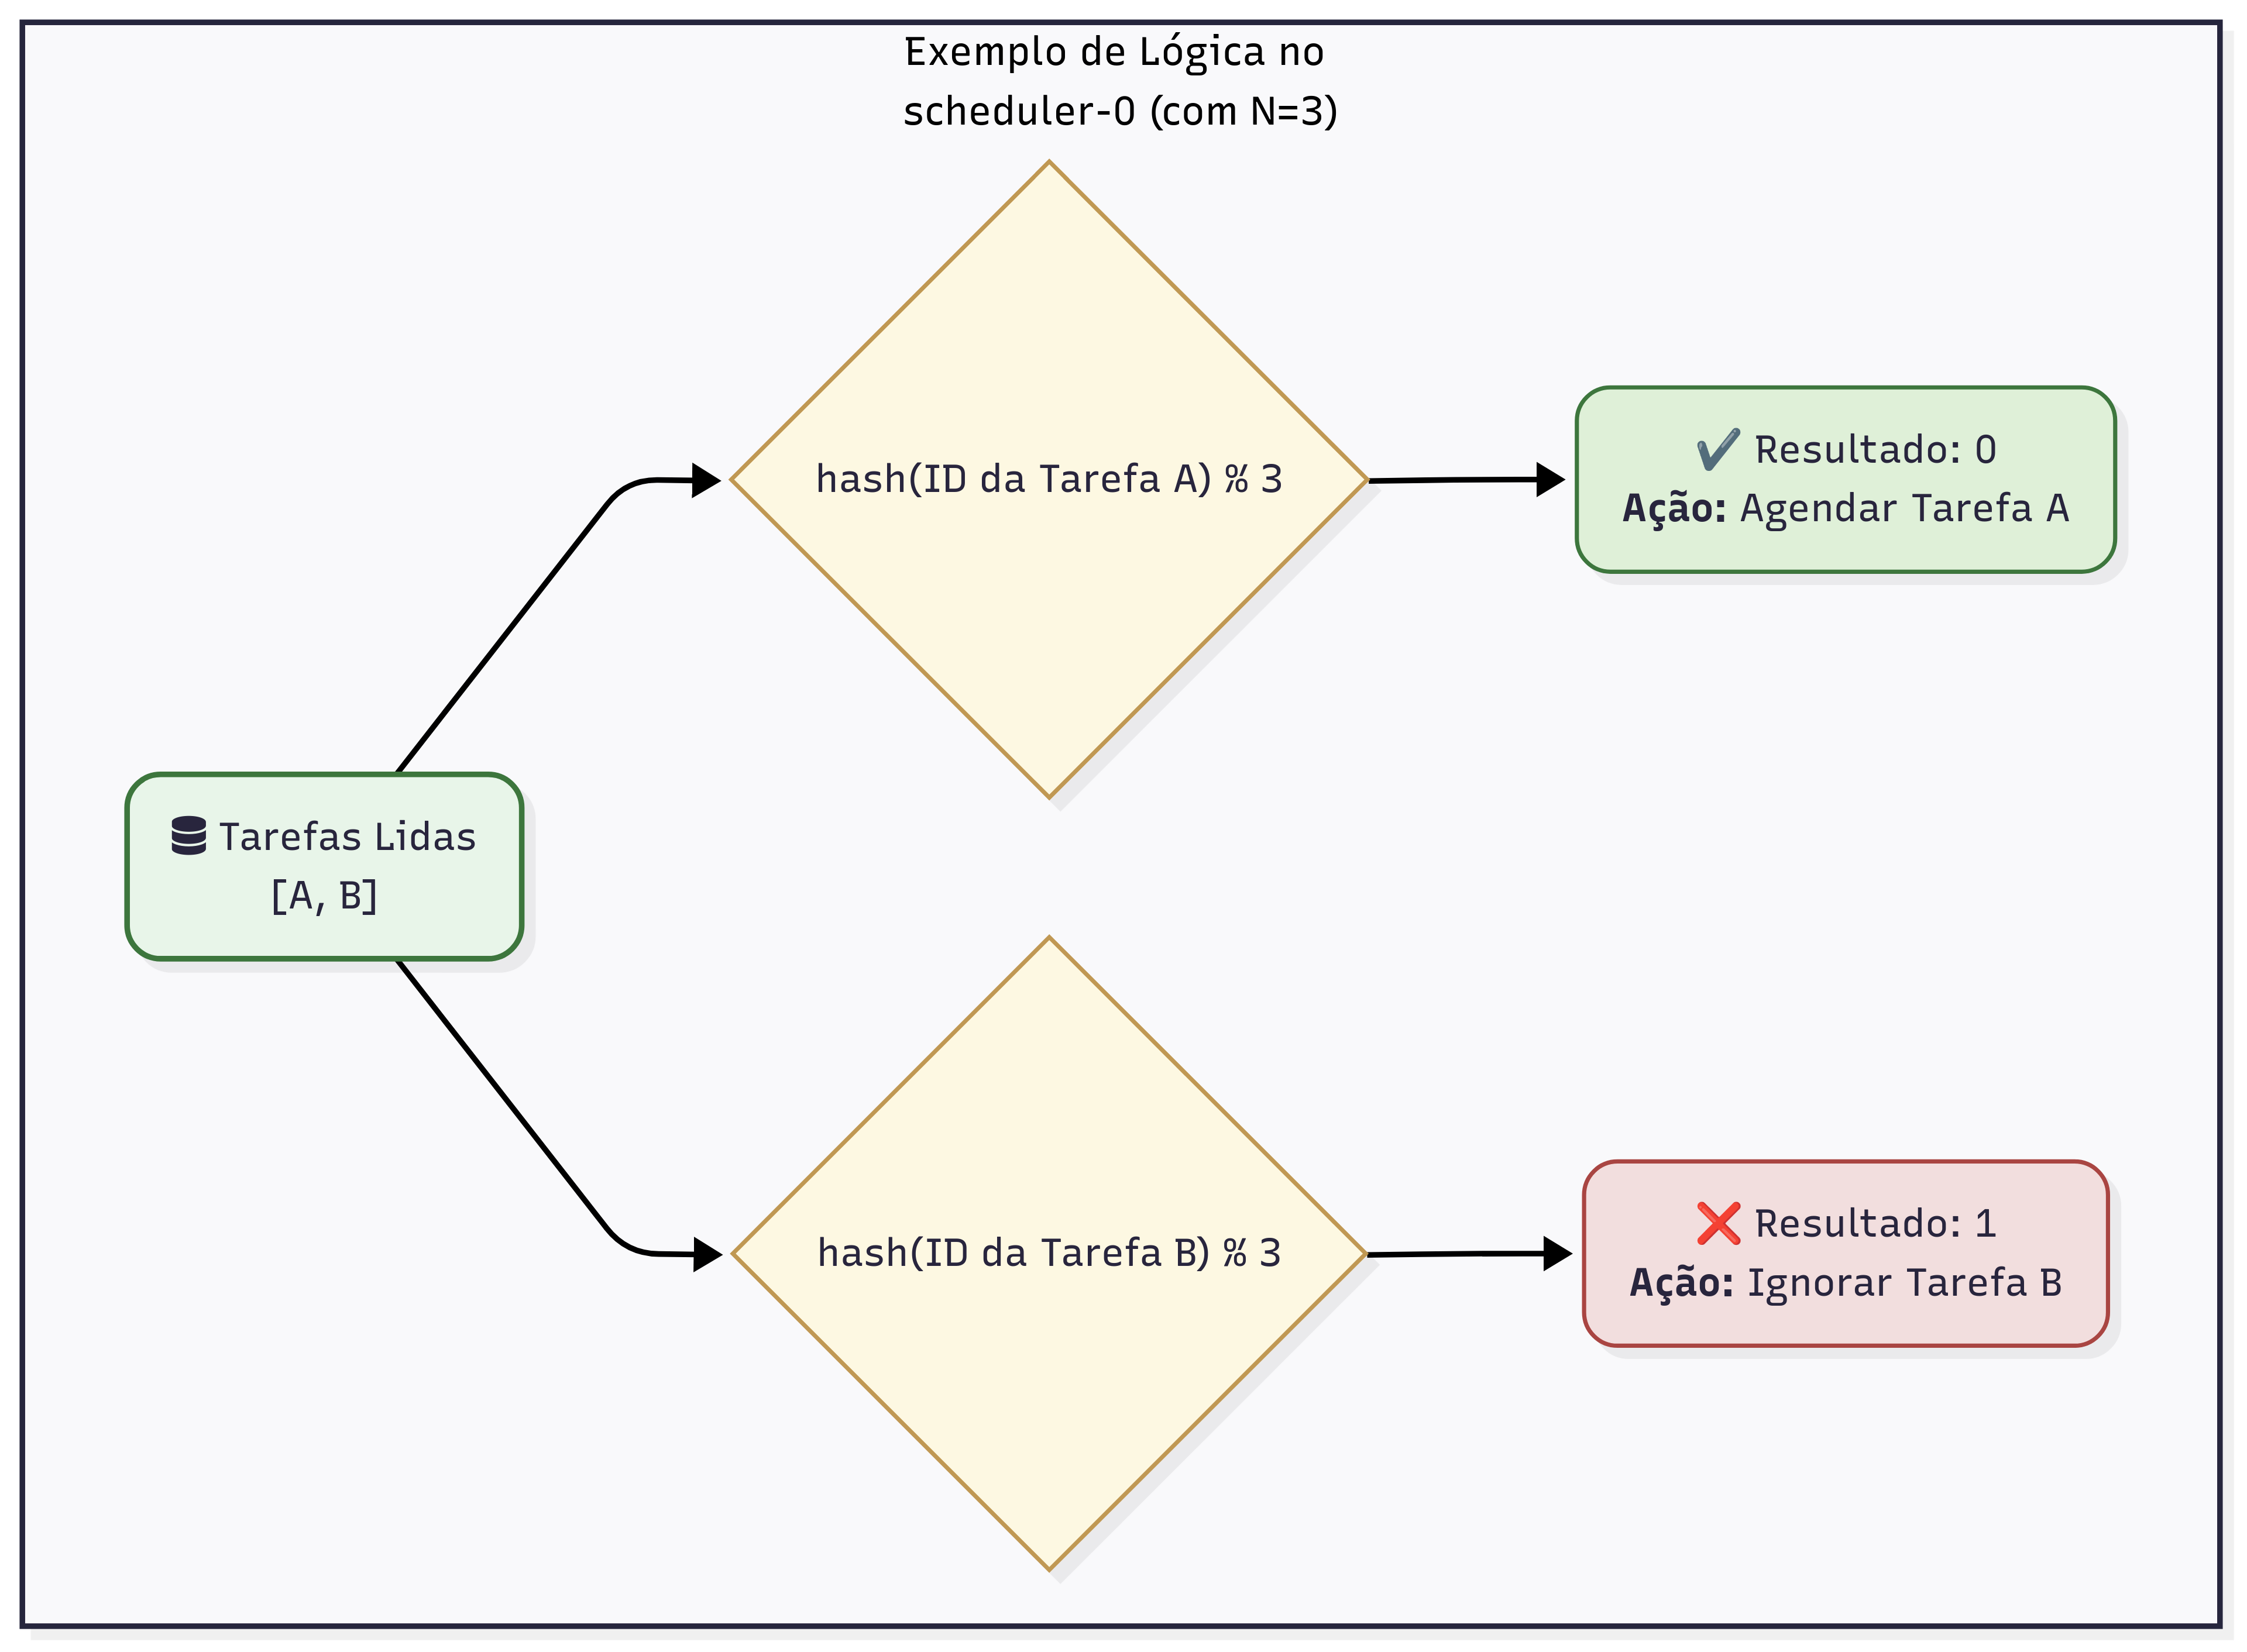 Exemplo de Lógica no
scheduler-0 (com N=3)
hash(ID da Tarefa A) % 3
✔ Resultado: 0
Ação: Agendar Tarefa A
Tarefas Lidas
[A, B]
hash(ID da Tarefa B) % 3
❌ Resultado: 1
Ação: Ignorar Tarefa B